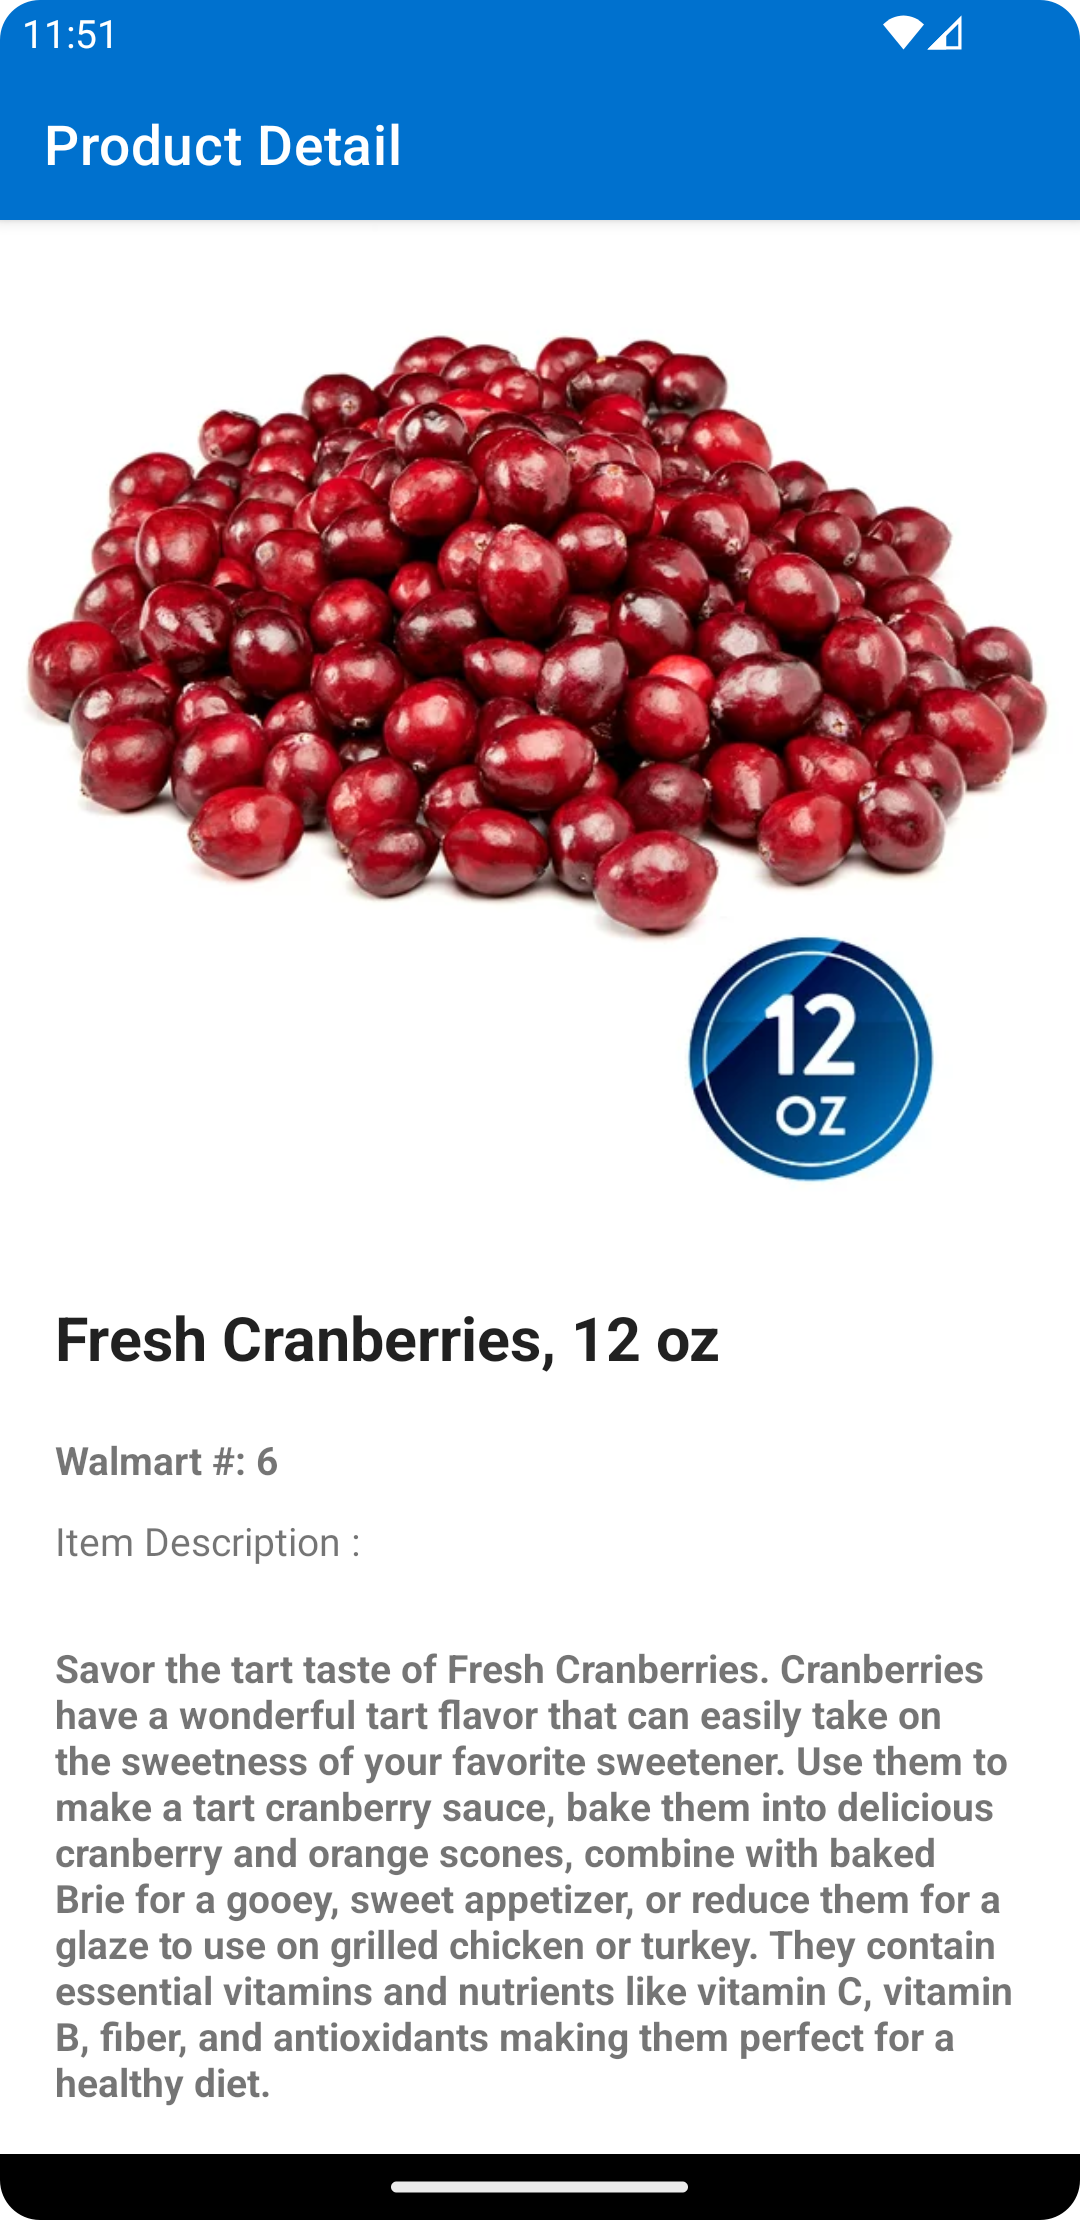 11:51
Product Detail
12
OZ
Fresh Cranberries, 12 oz
Walmart #: 6
Item Description :
Savor the tart taste of Fresh Cranberries. Cranberries
have a wonderful tart flavor that can easily take on
the sweetness of your favorite sweetener. Use them to
make a tart cranberry sauce, bake them into delicious
cranberry and orange scones, combine with baked
Brie for a gooey, sweet appetizer, or reduce them for a
glaze to use on grilled chicken or turkey. They contain
essential vitamins and nutrients like vitamin C, vitamin
B, fiber, and antioxidants making them perfect for a
healthy diet.